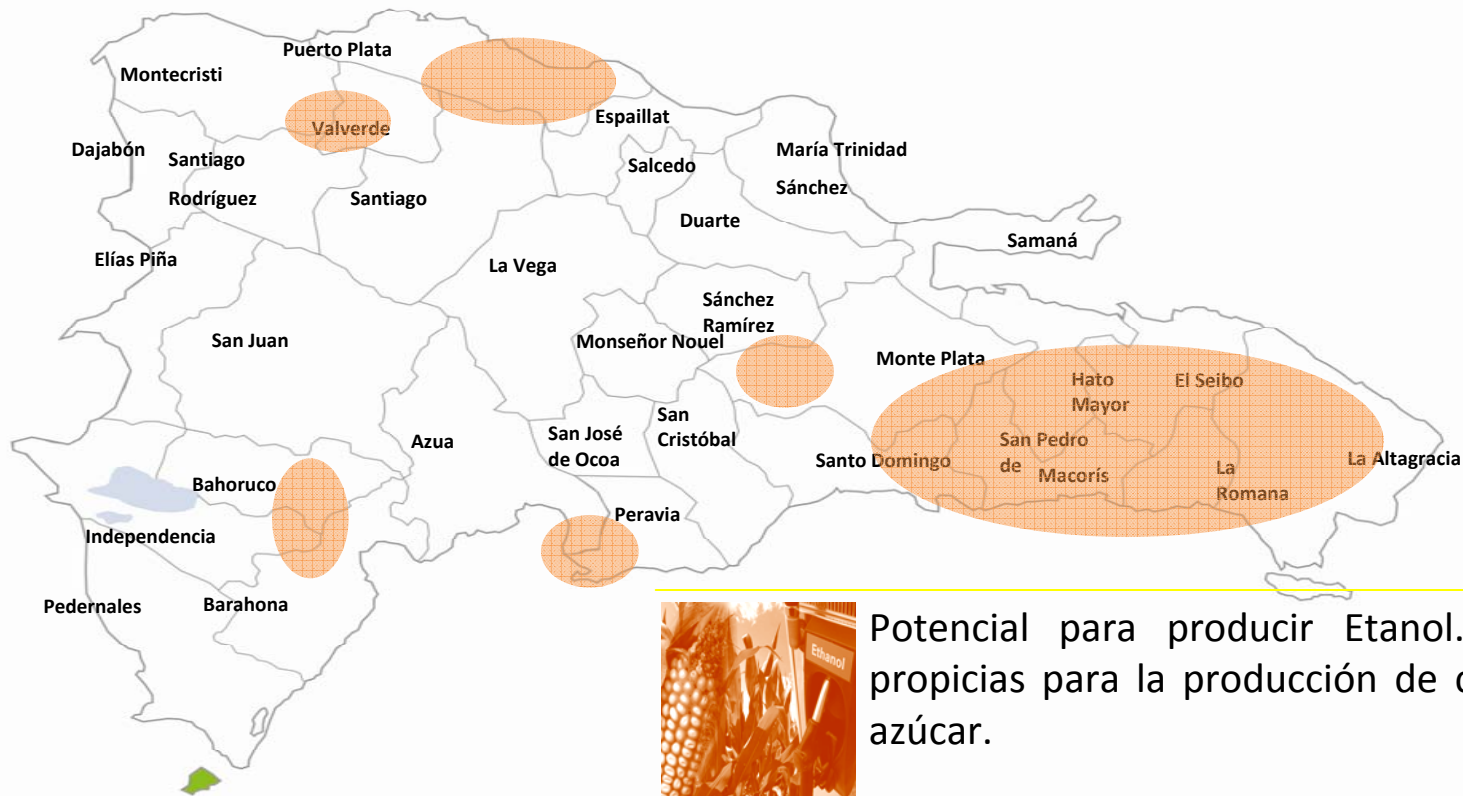 Puerto Plata
Montecristi
Valverde
Espaillat
Dajabón
Santiago
Rodríguez
Santiago
Salcedo
María Trinidad
Sánchez
Duarte
Samaná
Elías Piña
La Vega
Sánchez
Ramírez
San Juan
Monseñor Nouel
Monte Plata
Hato
Mayor
El Seibo
Azua
San José
de Ocoa
San
Cristóbal
Santo Domingo
San Pedro
de
Macorís
La
Romana
La Altagracia
Bahoruco
Independencia
Peravia
Pedernales
Barahona
Ethanol
Potencial para producir Etanol.
propicias para la producción de
azúcar.